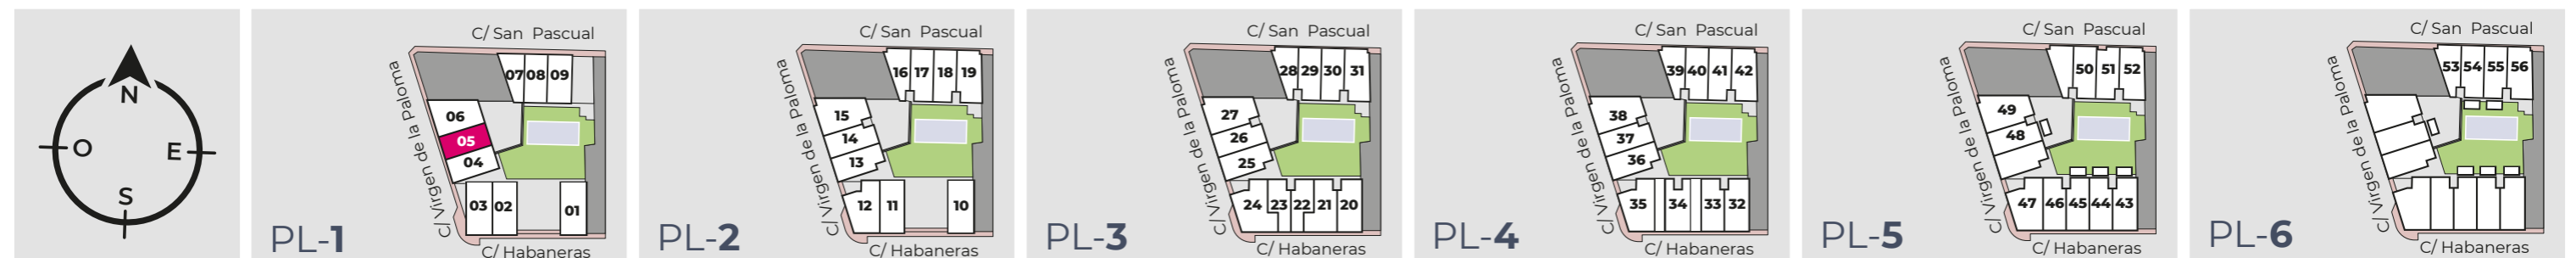 N
O
E
S
C/ San Pascual
C/Virgen de la Paloma
07 08 09
06
05
04
03 02
01
PL-1
C/ Habaneras
C/ San Pascual
C/Virgen de la Paloma
16 17 18 19
15
14
13
12 11
10
PL-2
C/ Habaneras
C/ San Pascual
C/Virgen de la Paloma
28 29 30 31
27
26
25
24 23 22 21 20
PL-3
C/ Habaneras
C/ San Pascual
C/Virgen de la Paloma
39 40 41 42
38
37
36
35 34 33 32
PL-4
C/ Habaneras
C/ San Pascual
C/Virgen de la Paloma
50 51 52
49
48
47 46 45 44 43
PL-5
C/ Habaneras
C/ San Pascual
C/Virgen de la Paloma
53 54 55 56
PL-6
C/ Habaneras